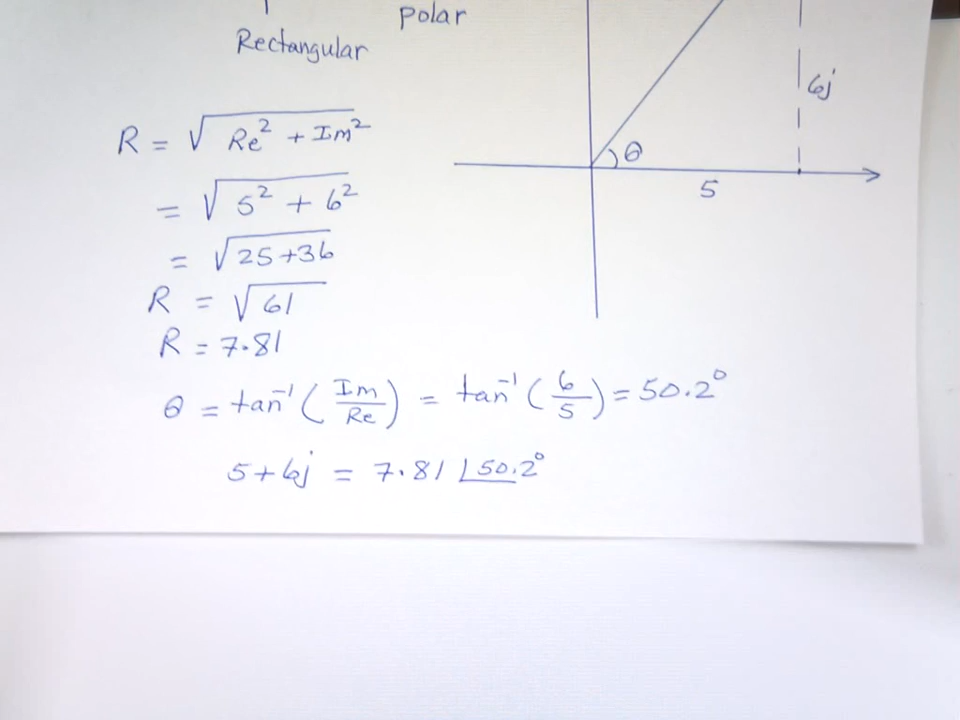 polar
Rectangular
6j
θ
5
R = √(Re² + Im²)
= √(5² + 6²)
= √(25+36)
R = √61
R = 7.81
θ = tan⁻¹(Im/Re) = tan⁻¹(6/5) = 50.2°
5+6j = 7.81 ∠50.2°